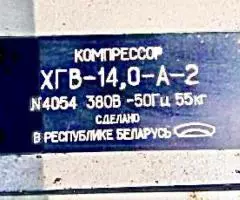 КОМПРЕССОР
ХГВ-14,0-А-2
N4054 380В -50Гц 55кг
СДЕЛАНО
В РЕСПУБЛИКЕ БЕЛАРУСЬ